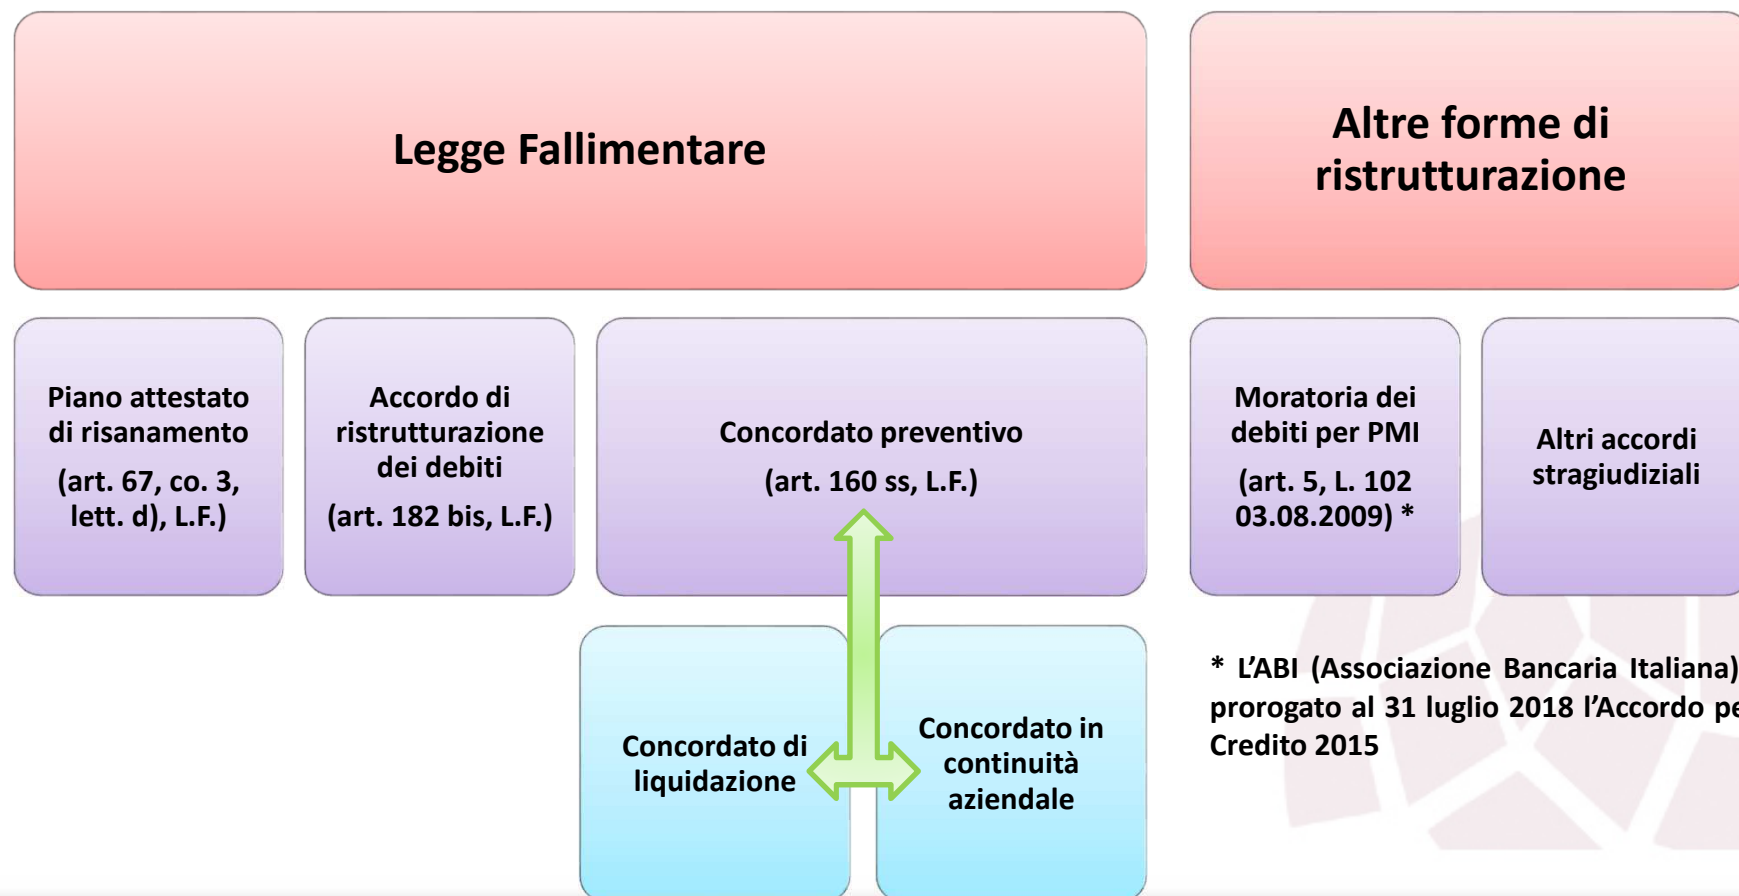 Legge Fallimentare
Altre forme di
ristrutturazione
Piano attestato
di risanamento
(art. 67, co. 3,
lett. d), L.F.)
Accordo di
ristrutturazione
dei debiti
(art. 182 bis, L.F.)
Concordato preventivo
(art. 160 ss, L.F.)
Moratoria dei
debiti per PMI
(art. 5, L. 102
03.08.2009) *
Altri accordi
stragiudiziali
Concordato di
liquidazione
Concordato in
continuità
aziendale
* L’ABI (Associazione Bancaria Italiana)
prorogato al 31 luglio 2018 l’Accordo
Credito 2015